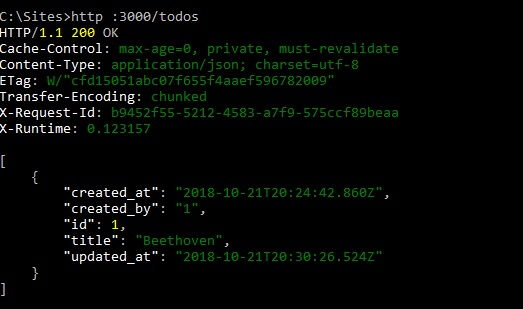 C:\Sites>http :3000/todos
HTTP/1.1 200 OK
Cache-Control: max-age=0, private, must-revalidate
Content-Type: application/json; charset=utf-8
ETag: W/"cfd15051abc07f655f4aaef596782009"
Transfer-Encoding: chunked
X-Request-Id: b9452f55-5212-4583-a7f9-575ccf89beaa
X-Runtime: 0.123157
[
    {
        "created_at": "2018-10-21T20:24:42.860Z",
        "created_by": "1",
        "id": 1,
        "title": "Beethoven",
        "updated_at": "2018-10-21T20:30:26.524Z"
    }
]